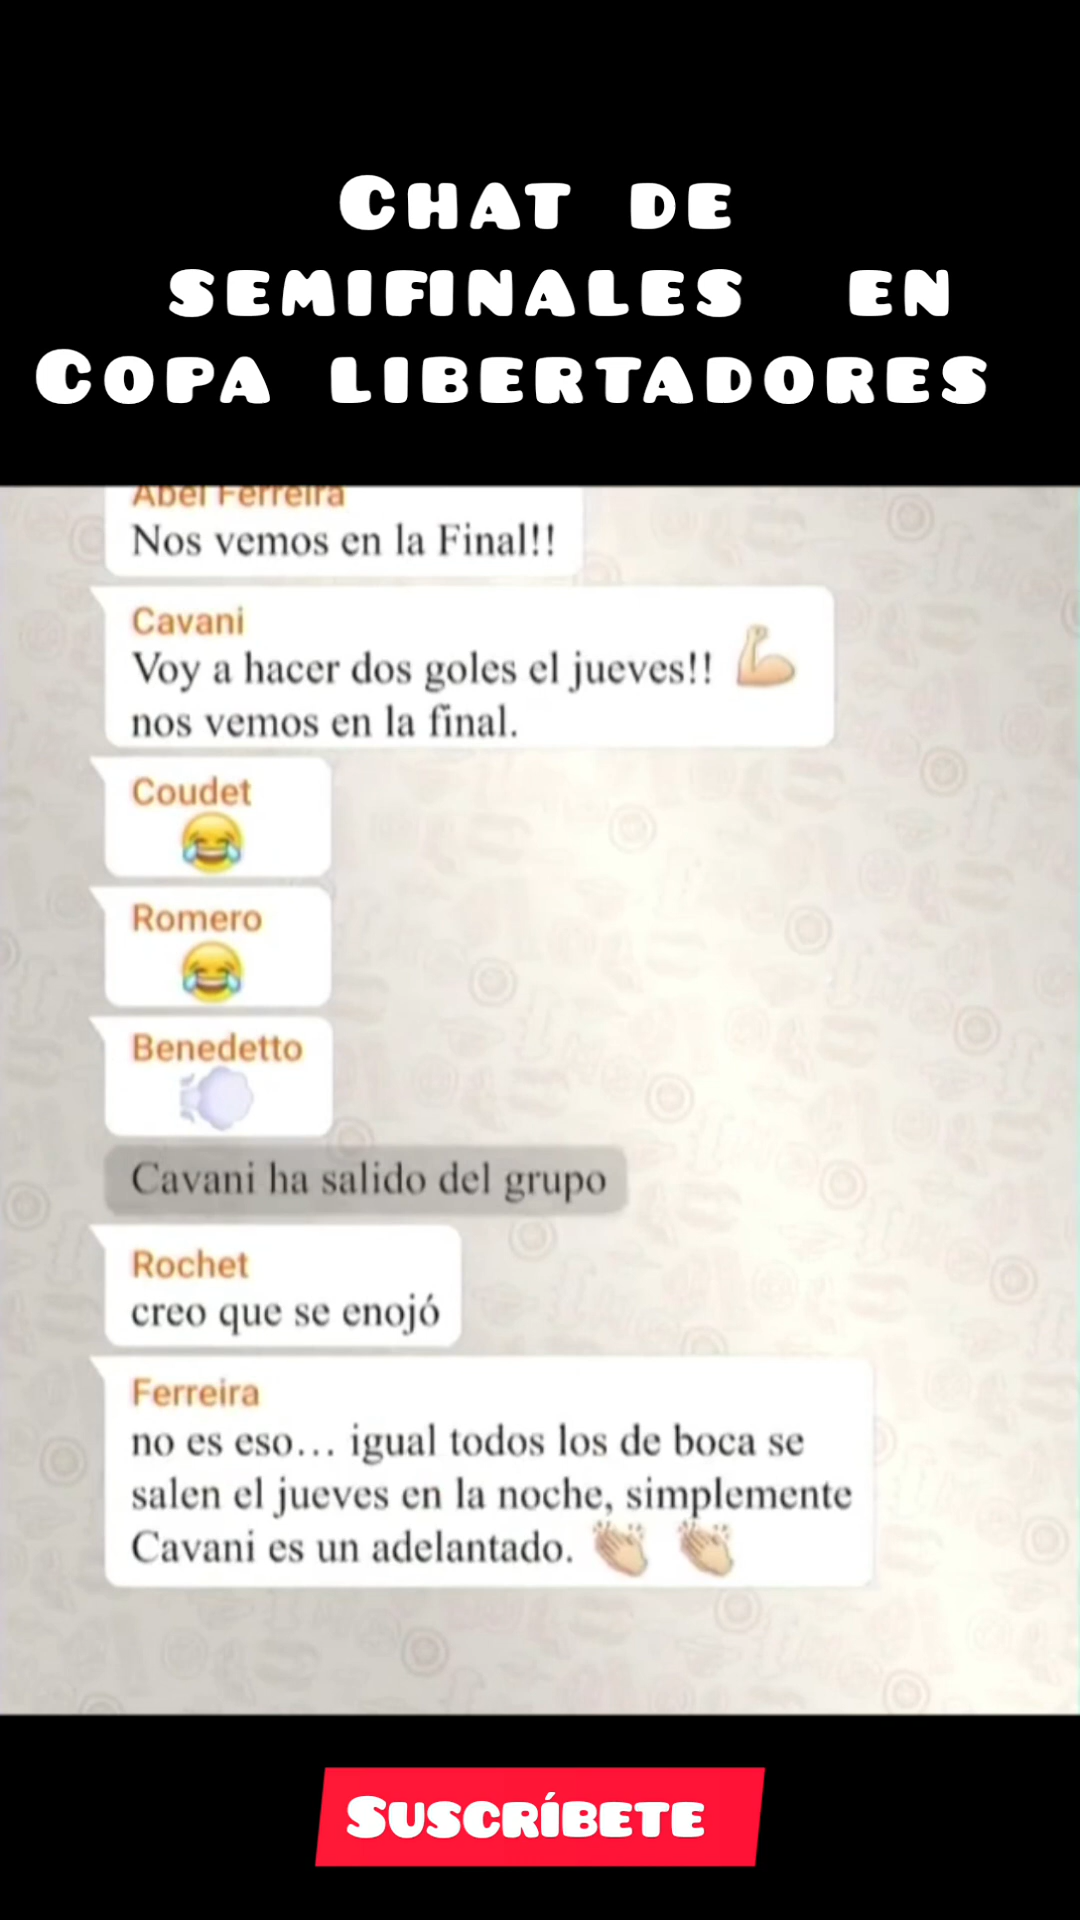 Chat de
semifinales en
Copa libertadores
Abel Ferreira
Nos vemos en la Final!!
Cavani
Voy a hacer dos goles el jueves!! 💪
nos vemos en la final.
Coudet
😂
Romero
😂
Benedetto
💨
Cavani ha salido del grupo
Rochet
creo que se enojó
Ferreira
no es eso... igual todos los de boca se
salen el jueves en la noche, simplemente
Cavani es un adelantado. 👏 👏
Suscríbete